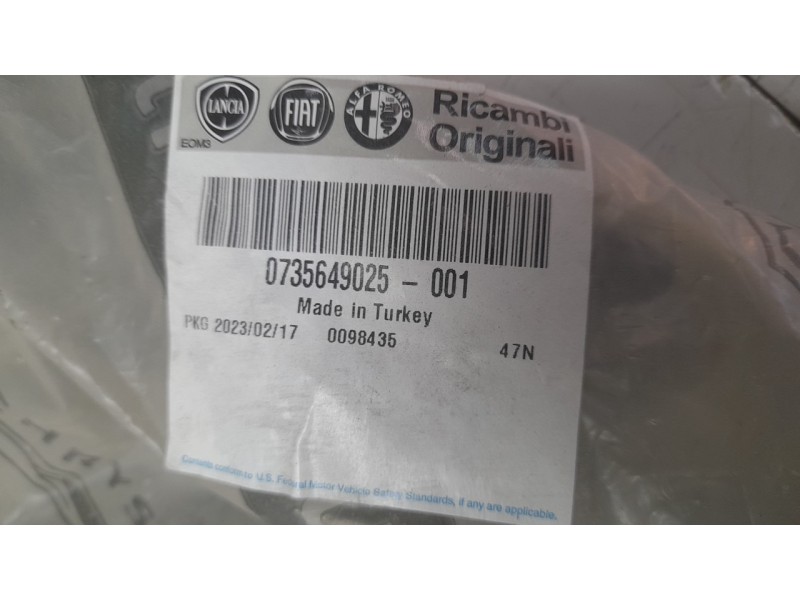 LANCIA FIAT ALFA ROMEO Ricambi
Originali
EOM3
0735649025 - 001
Made in Turkey
PKG 2023/02/17 0098435 47N
to U.S. Federal Motor Vehicle Safety Standards, if any are applicable.